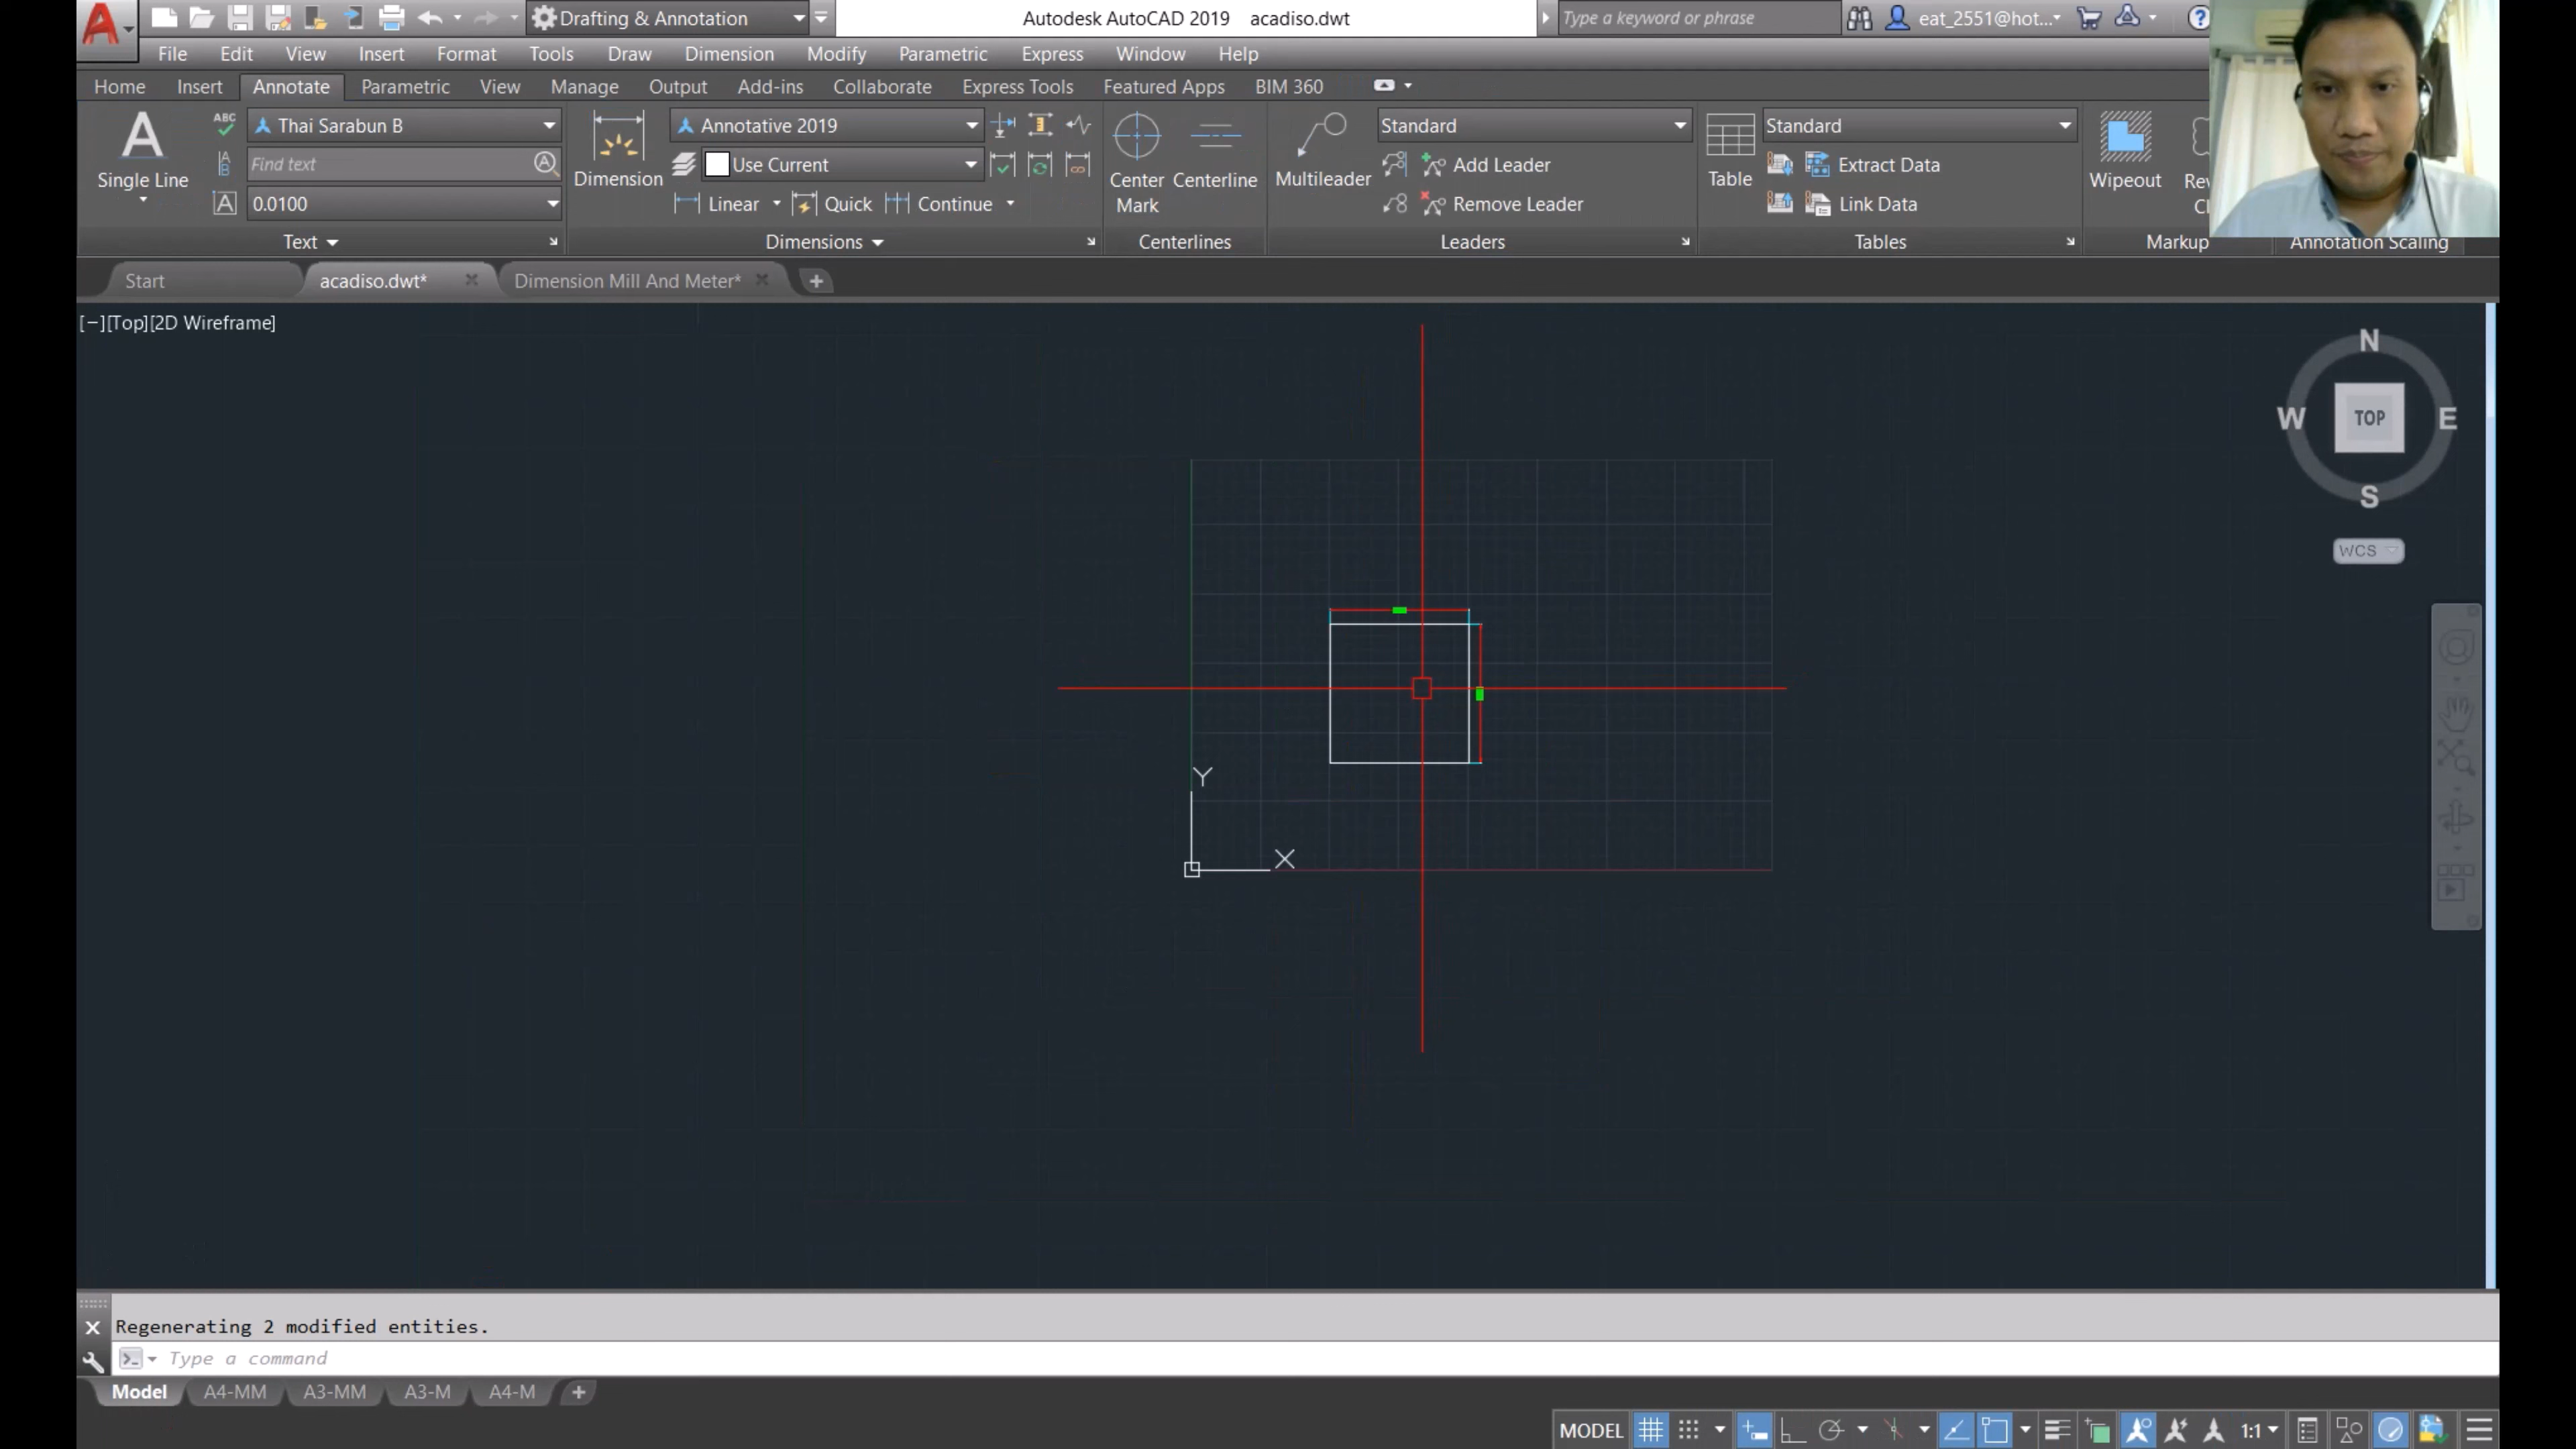 Drafting & Annotation
Autodesk AutoCAD 2019 acadiso.dwt
Type a keyword or phrase
eat_2551@hot...
File Edit View Insert Format Tools Draw Dimension Modify Parametric Express Window Help
Home Insert Annotate Parametric View Manage Output Add-ins Collaborate Express Tools Featured Apps BIM 360
A
Single Line
ABC
Thai Sarabun B
Find text
0.0100
Text
Dimension
Annotative 2019
Use Current
Linear Quick Continue
Dimensions
Center Mark
Centerline
Centerlines
Multileader
Standard
Add Leader
Remove Leader
Leaders
Table
Standard
Extract Data
Link Data
Tables
Wipeout
Markup
Annotation Scaling
Start acadiso.dwt* Dimension Mill And Meter*
[−][Top][2D Wireframe]
N
W TOP E
S
WCS
Y
X
Regenerating 2 modified entities.
Type a command
Model A4-MM A3-MM A3-M A4-M
MODEL 1:1